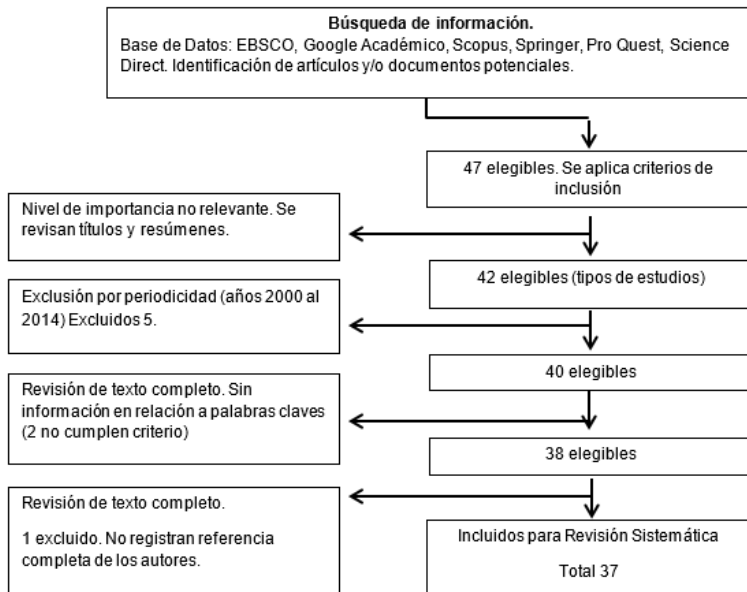 Búsqueda de información.
Base de Datos: EBSCO, Google Académico, Scopus, Springer, Pro Quest, Science
Direct. Identificación de artículos y/o documentos potenciales.
47 elegibles. Se aplica criterios de
inclusión
Nivel de importancia no relevante. Se
revisan títulos y resúmenes.
42 elegibles (tipos de estudios)
Exclusión por periodicidad (años 2000 al
2014) Excluidos 5.
40 elegibles
Revisión de texto completo. Sin
información en relación a palabras claves
(2 no cumplen criterio)
38 elegibles
Revisión de texto completo.
1 excluido. No registran referencia
completa de los autores.
Incluidos para Revisión Sistemática
Total 37